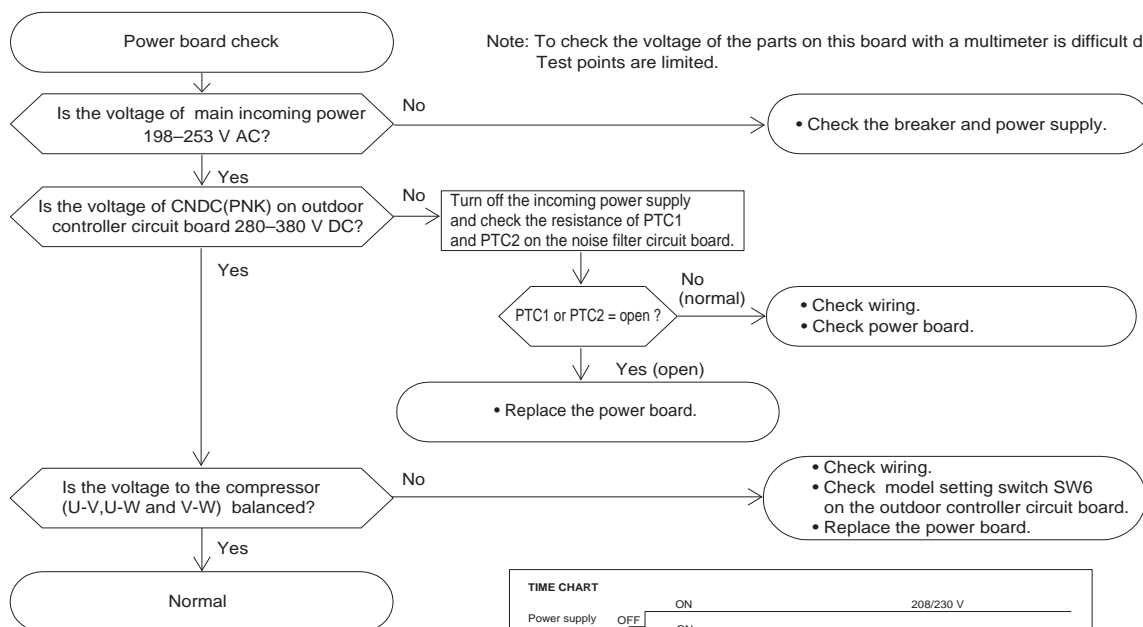 Power board check
Note: To check the voltage of the parts on this board with a multimeter is difficult
Test points are limited.
Is the voltage of main incoming power
198–253 V AC?
No
• Check the breaker and power supply.
Yes
Is the voltage of CNDC(PNK) on outdoor
controller circuit board 280–380 V DC?
No
Turn off the incoming power supply
and check the resistance of PTC1
and PTC2 on the noise filter circuit board.
Yes
PTC1 or PTC2 = open ?
No
(normal)
• Check wiring.
• Check power board.
Yes (open)
• Replace the power board.
Is the voltage to the compressor
(U-V,U-W and V-W) balanced?
No
• Check wiring.
• Check model setting switch SW6
on the outdoor controller circuit board.
• Replace the power board.
Yes
Normal
TIME CHART
ON
208/230 V
Power supply
OFF
ON